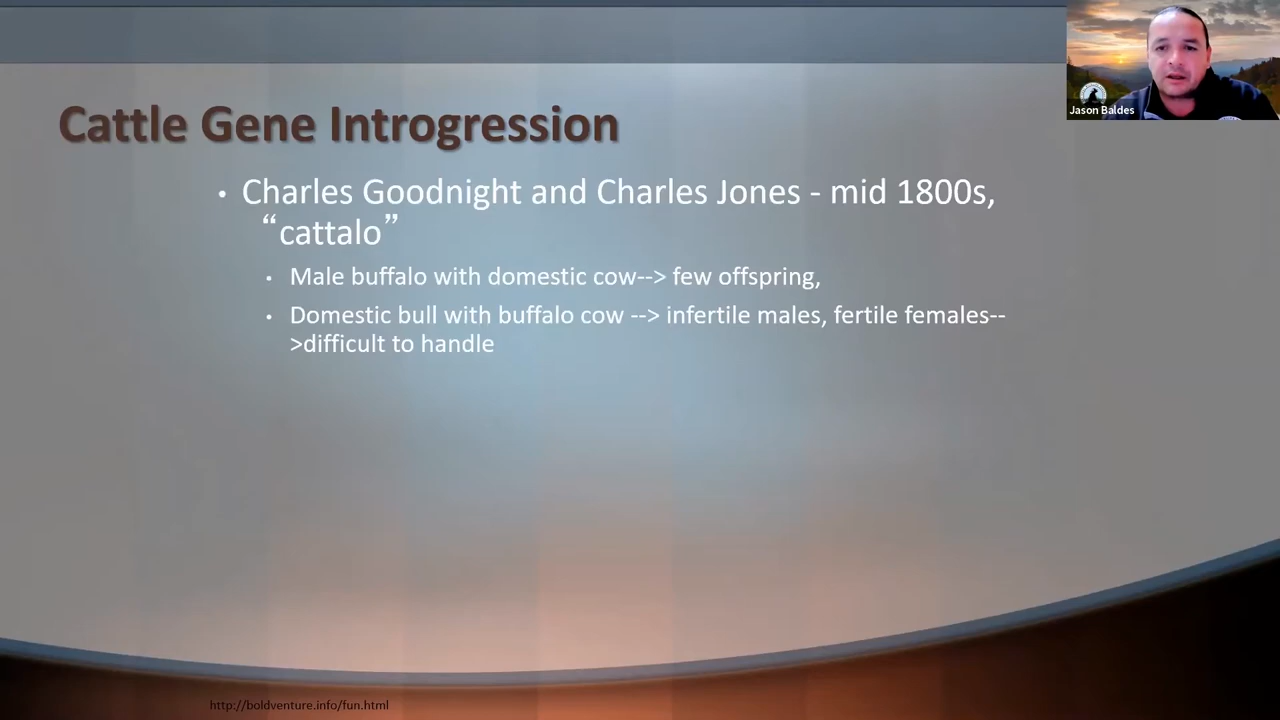 Jason Baldes
Cattle Gene Introgression
• Charles Goodnight and Charles Jones - mid 1800s,
“cattalo”
• Male buffalo with domestic cow--> few offspring,
• Domestic bull with buffalo cow --> infertile males, fertile females--
>difficult to handle
http://boldventure.info/fun.html